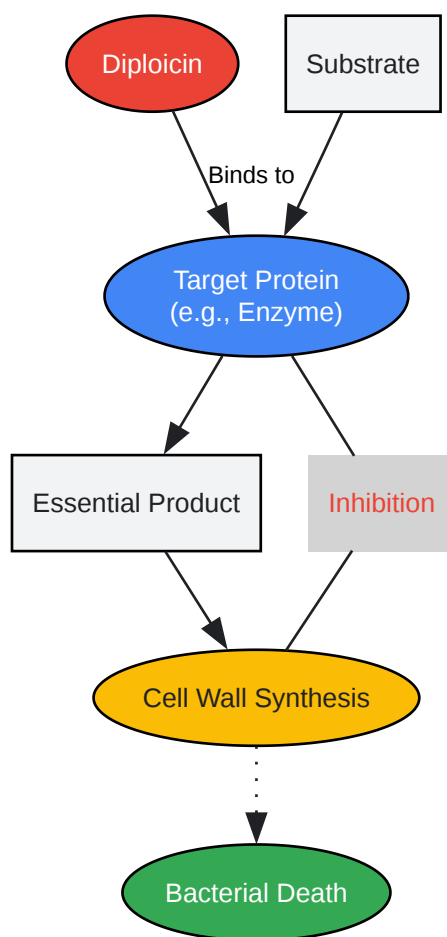 Diploicin
Substrate
Binds to
Target Protein
(e.g., Enzyme)
Essential Product
Inhibition
Cell Wall Synthesis
Bacterial Death